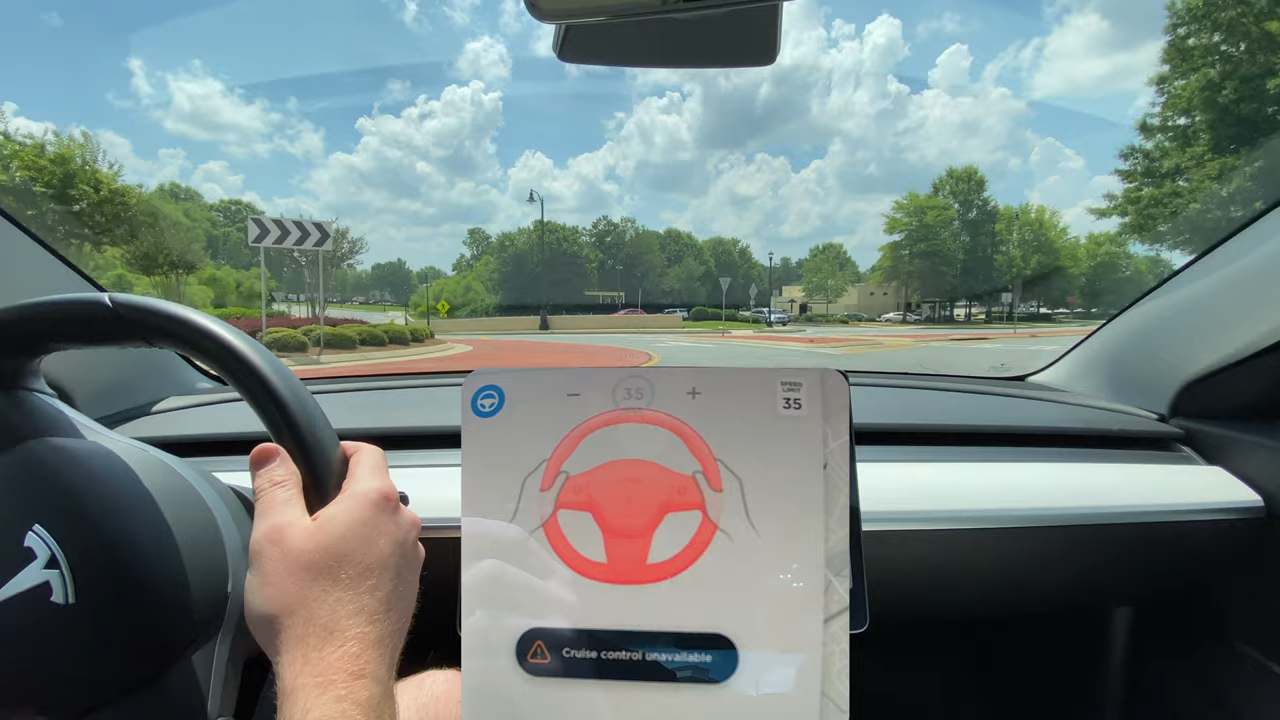 − 35 +
SPEED
LIMIT
35
Cruise control unavailable